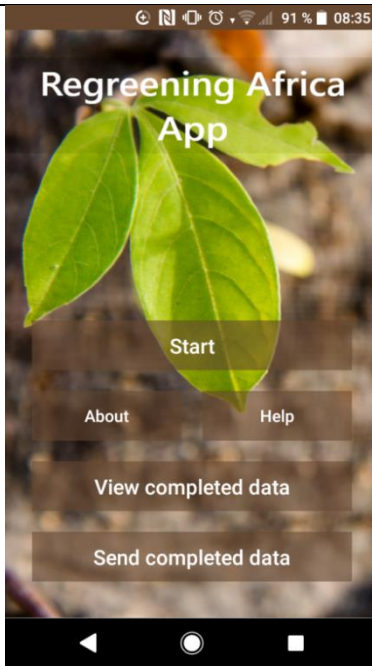 91 % 08:35
Regreening Africa
App
Start
About Help
View completed data
Send completed data